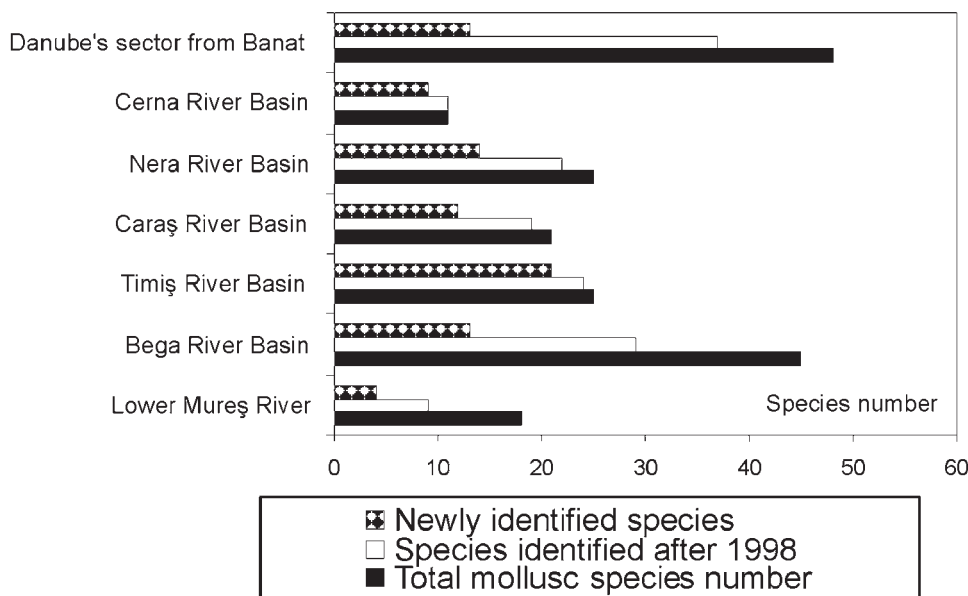 Danube's sector from Banat
Cerna River Basin
Nera River Basin
Caraş River Basin
Timiş River Basin
Bega River Basin
Lower Mureş River
Species number
0 10 20 30 40 50 60
Newly identified species
Species identified after 1998
Total mollusc species number